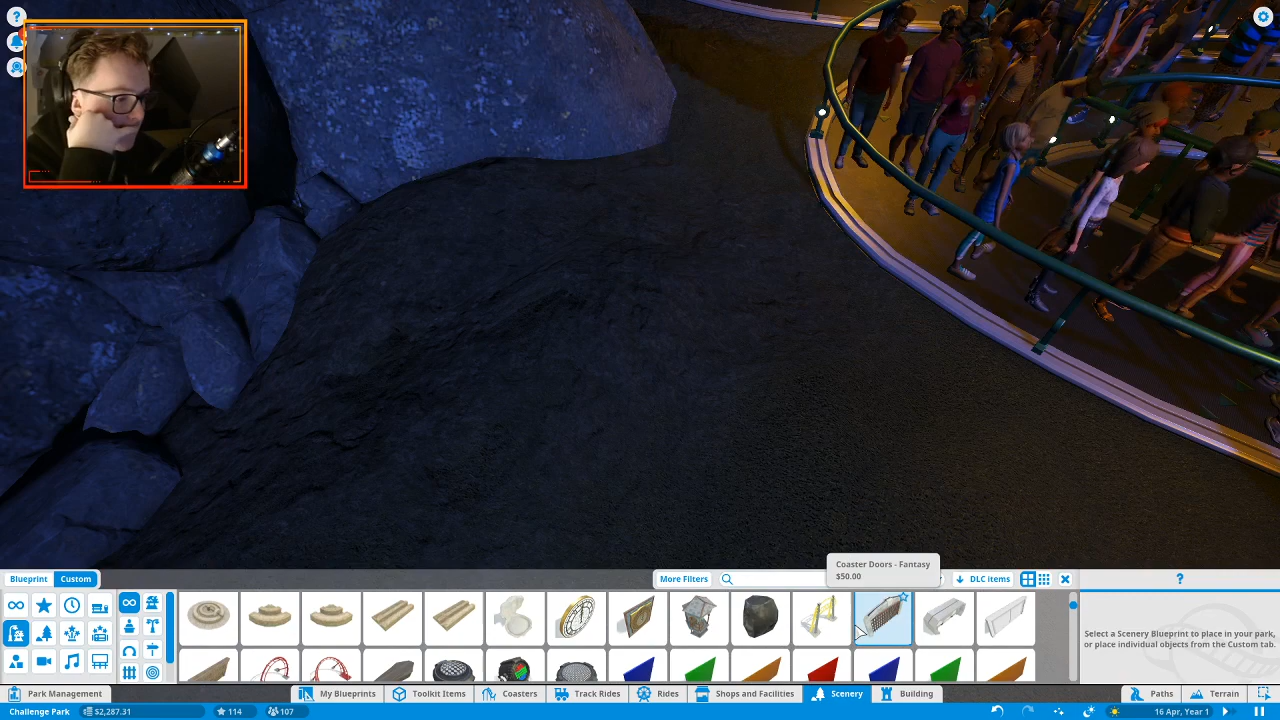 ?
Coaster Doors - Fantasy
$50.00
Blueprint Custom More Filters DLC items ?
Select a Scenery Blueprint to place in your park,
or place individual objects from the Custom tab.
Park Management My Blueprints Toolkit Items Coasters Track Rides Rides Shops and Facilities Scenery Building Paths Terrain
Challenge Park $2,287.31 114 107 16 Apr, Year 1